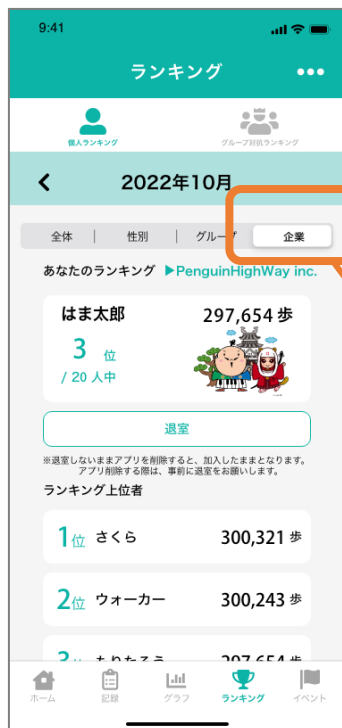 9:41
ランキング
個人ランキング
グループ対抗ランキング
2022年10月
全体 | 性別 | グループ 企業
あなたのランキング ▶PenguinHighWay inc.
はま太郎
297,654 歩
3 位
/ 20 人中
退室
※退室しないままアプリを削除すると、加入したままとなります。
アプリ削除する際は、事前に退室をお願いします。
ランキング上位者
1位 さくら 300,321 歩
2位 ウォーカー 300,243 歩
297,654 歩
ホーム 記録 グラフ ランキング イベント